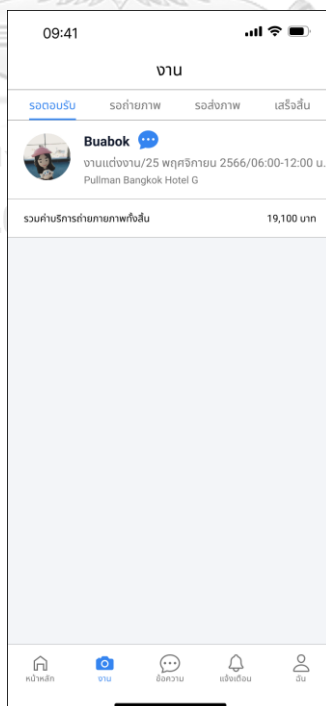 09:41
งาน
รอตอบรับ รอถ่ายภาพ รอส่งภาพ เสร็จสิ้น
Buabok
งานแต่งงาน/25 พฤศจิกายน 2566/06:00-12:00 น.
Pullman Bangkok Hotel G
รวมค่าบริการถ่ายภายภาพทั้งสิ้น 19,100 บาท
หน้าหลัก งาน ข้อความ แจ้งเตือน ฉัน